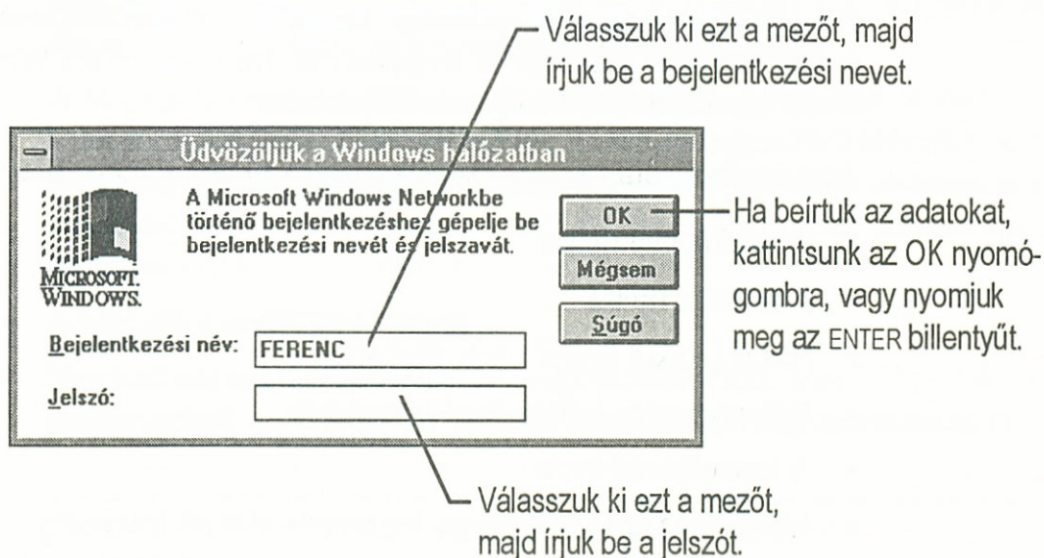 Válasszuk ki ezt a mezőt, majd
írjuk be a bejelentkezési nevet.
Üdvözöljük a Windows hálózatban
A Microsoft Windows Networkbe
történő bejelentkezéshez gépelje be
bejelentkezési nevét és jelszavát.
MICROSOFT.
WINDOWS.
OK
Mégsem
Súgó
Ha beírtuk az adatokat,
kattintsunk az OK nyomó-
gombra, vagy nyomjuk
meg az ENTER billentyűt.
Bejelentkezési név: FERENC
Jelszó:
Válasszuk ki ezt a mezőt,
majd írjuk be a jelszót.